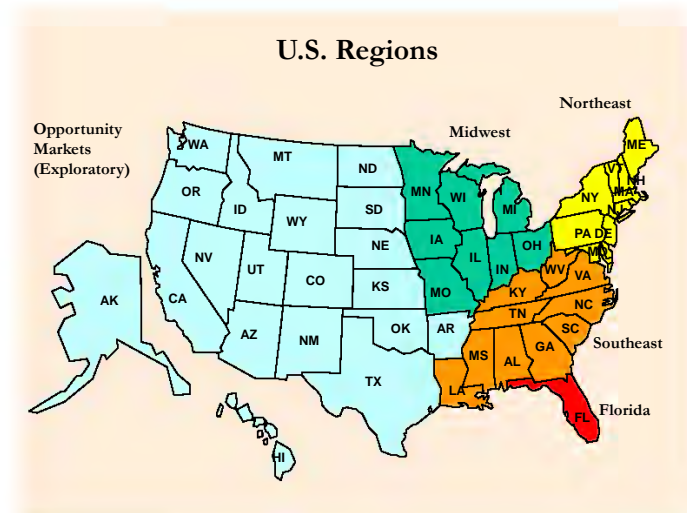 U.S. Regions
Northeast
Opportunity
Markets
(Exploratory)
Midwest
WA
MT
ND
ME
VT
NH
OR
ID
SD
MN
WI
MI
NY
MA
WY
NE
IA
PA DE
NV
UT
CO
KS
IL
IN
OH
MD
WV
VA
AK
CA
MO
KY
NC
AZ
NM
OK
AR
TN
SC
Southeast
TX
MS
AL
GA
LA
FL
Florida
HI